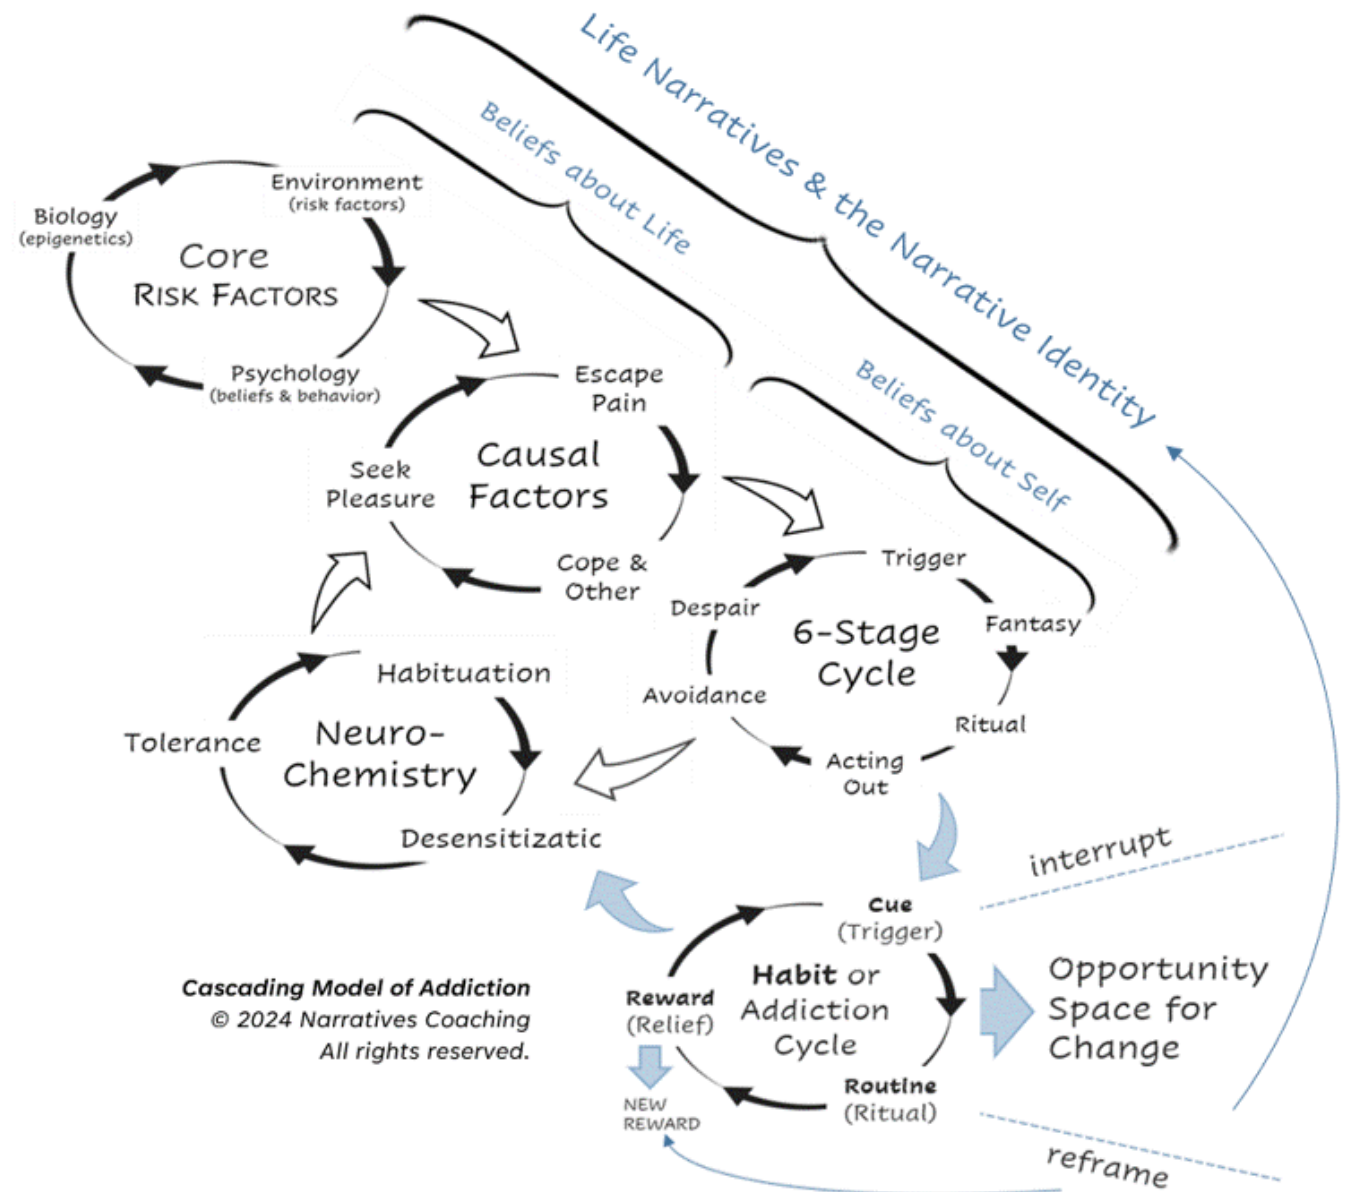 Life Narratives & the Narrative Identity
Beliefs about Life
Beliefs about Self
Environment
(risk factors)
Biology
(epigenetics)
Core
RISK FACTORS
Psychology
(beliefs & behavior)
Escape
Pain
Causal
Factors
Seek
Pleasure
Cope &
Other
Trigger
Fantasy
Despair
6-Stage
Cycle
Avoidance
Ritual
Acting
Out
Habituation
Tolerance
Neuro-
Chemistry
Desensitizatic
interrupt
Cue
(Trigger)
Habit or
Addiction
Cycle
Reward
(Relief)
Routine
(Ritual)
NEW
REWARD
Opportunity
Space for
Change
reframe
Cascading Model of Addiction
© 2024 Narratives Coaching
All rights reserved.